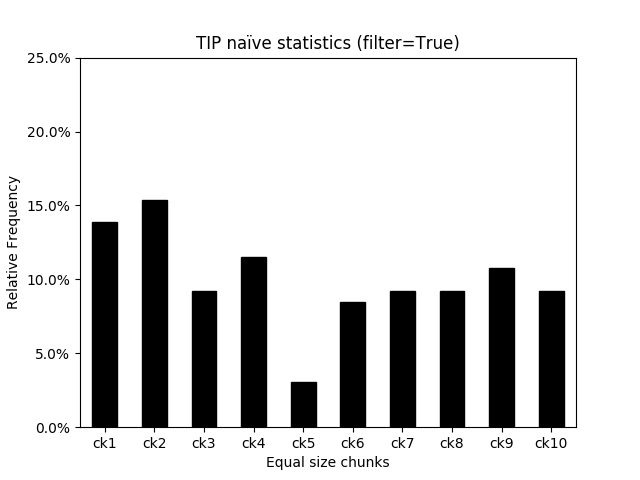 TIP naïve statistics (filter=True)
25.0%
20.0%
15.0%
10.0%
5.0%
0.0%
Relative Frequency
ck1 ck2 ck3 ck4 ck5 ck6 ck7 ck8 ck9 ck10
Equal size chunks